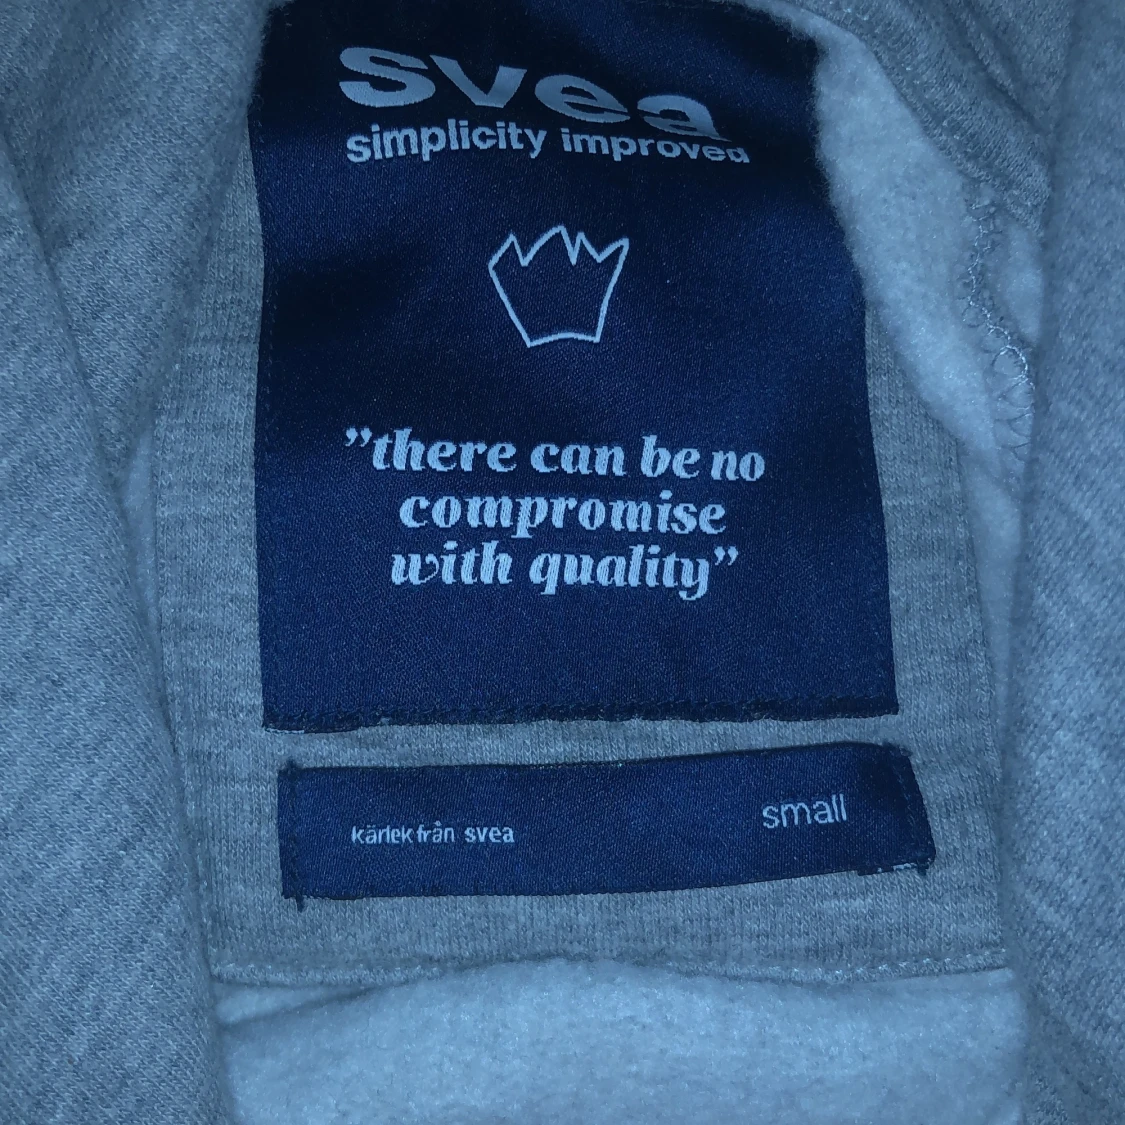 svea
simplicity improved
”there can be no
compromise
with quality”
kärlek från svea
small